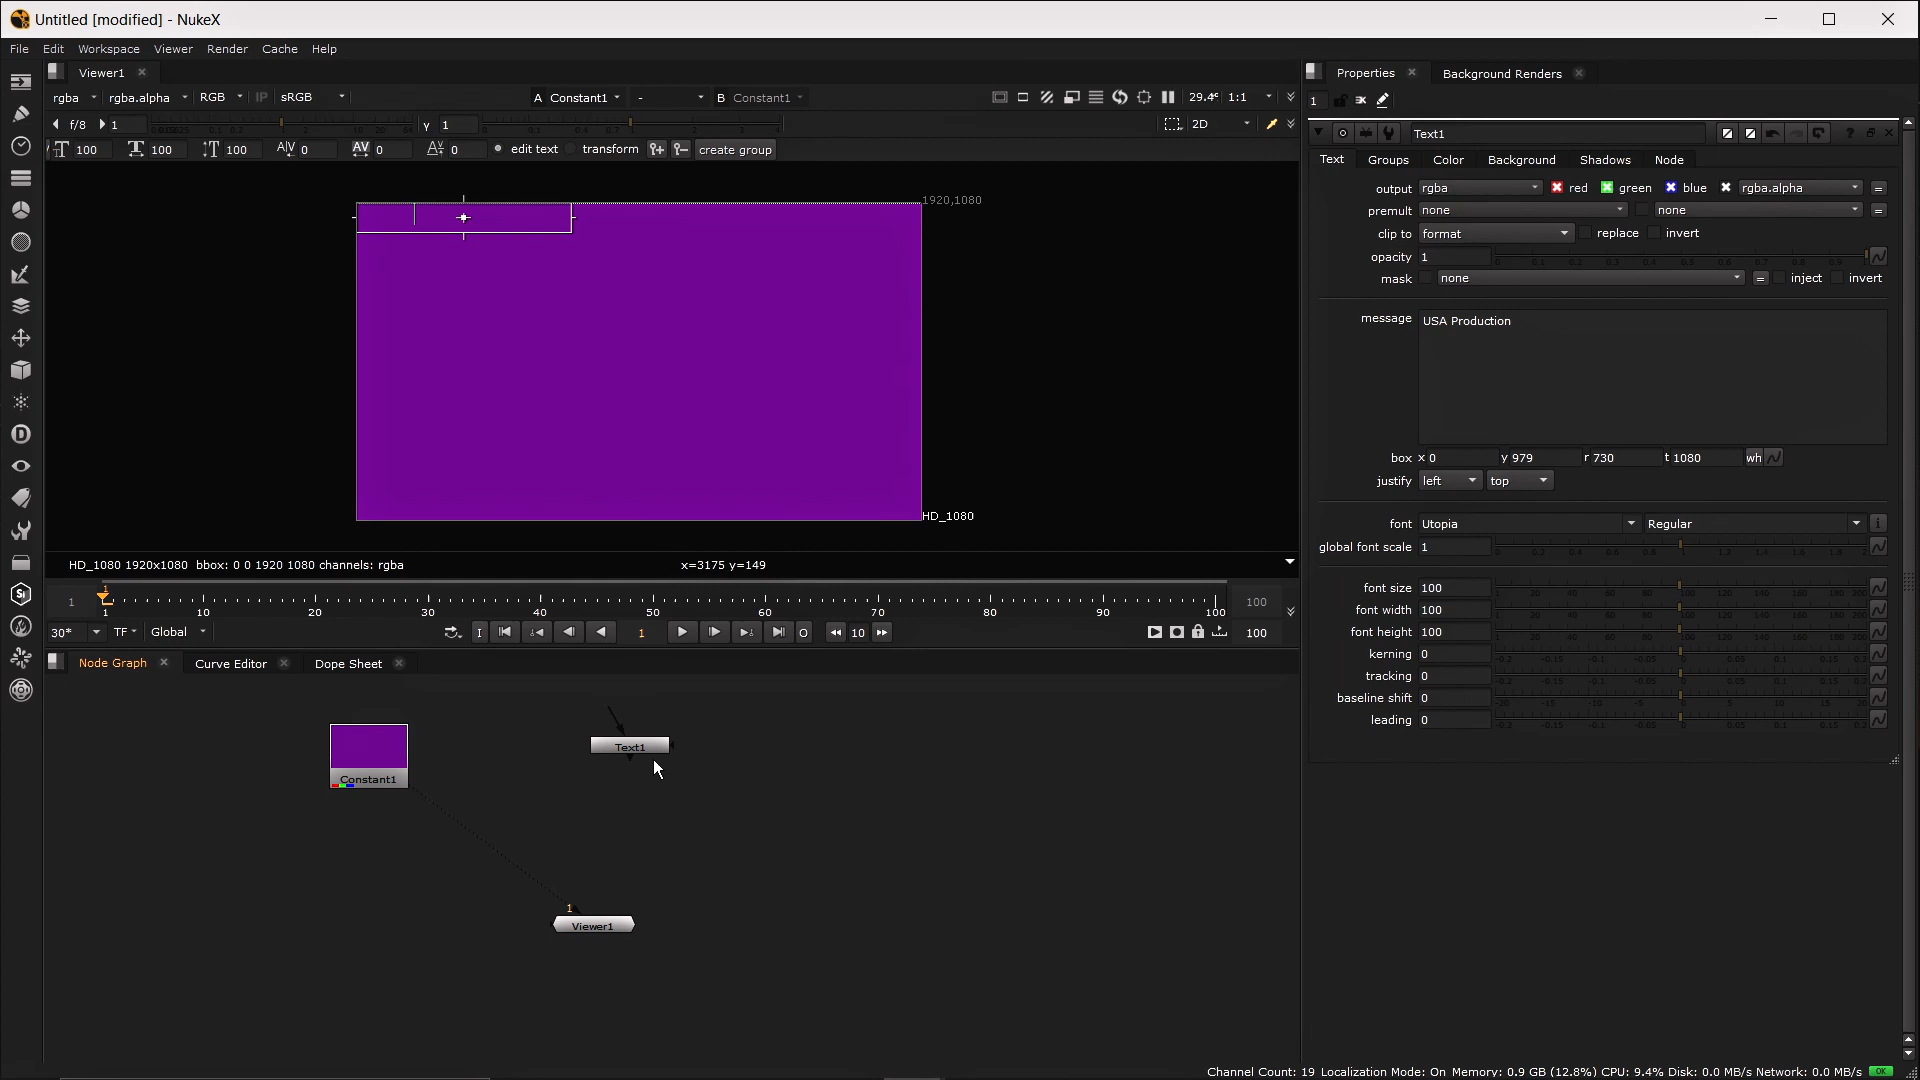 Untitled [modified] - NukeX
File Edit Workspace Viewer Render Cache Help
Viewer1
rgba rgba.alpha RGB IP sRGB A Constant1 - B Constant1 1:1
f/8 1 γ 1 2D
100 100 100 0 0 0 edit text transform create group
1920,1080
HD_1080
HD_1080 1920x1080 bbox: 0 0 1920 1080 channels: rgba x=3175 y=149
1 1 1 10 20 30 40 50 60 70 80 90 100 100
30* TF Global I 1 O 10 100
Node Graph Curve Editor Dope Sheet
Constant1
Text1
1
Viewer1
Properties Background Renders
1
Text1
Text Groups Color Background Shadows Node
output rgba red green blue rgba.alpha =
premult none none =
clip to format replace invert
opacity 1
mask none = inject invert
message USA Production
box x 0 y 979 r 730 t 1080 wh
justify left top
font Utopia Regular
global font scale 1
font size 100
font width 100
font height 100
kerning 0
tracking 0
baseline shift 0
leading 0
Channel Count: 19 Localization Mode: On Memory: 0.9 GB (12.8%) CPU: 9.4% Disk: 0.0 MB/s Network: 0.0 MB/s OK